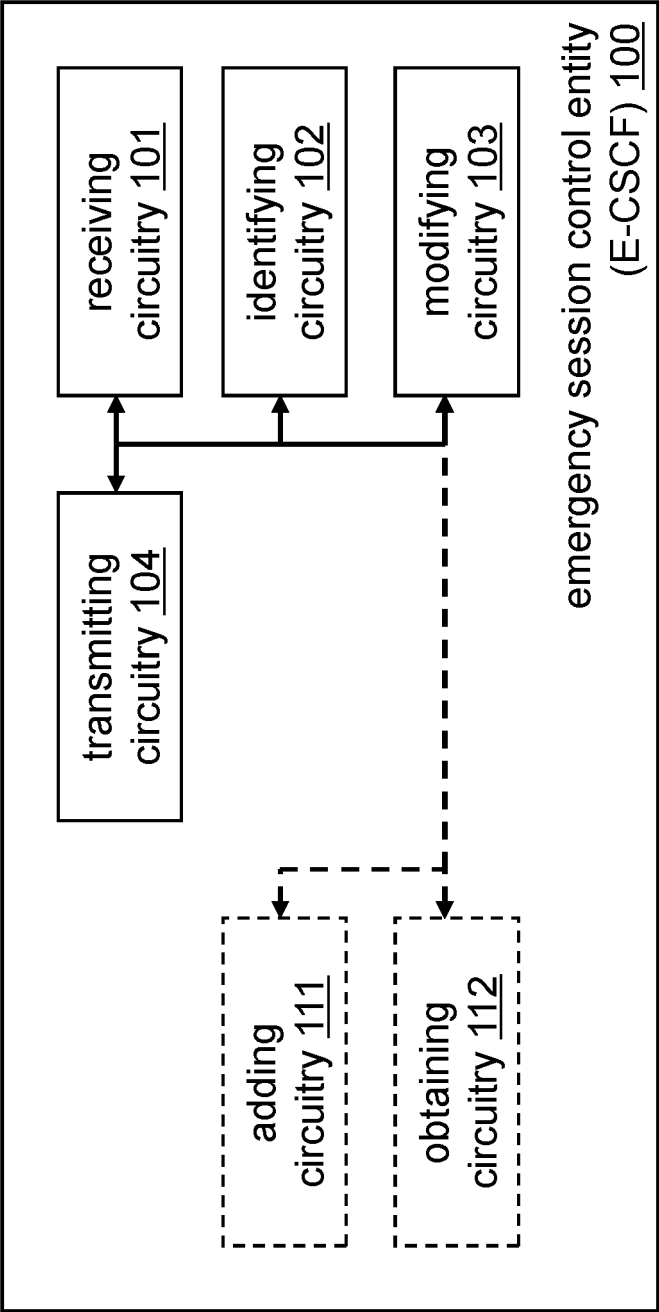 transmitting
circuitry 104
receiving
circuitry 101
adding
circuitry 111
identifying
circuitry 102
obtaining
circuitry 112
modifying
circuitry 103
emergency session control entity
(E-CSCF) 100